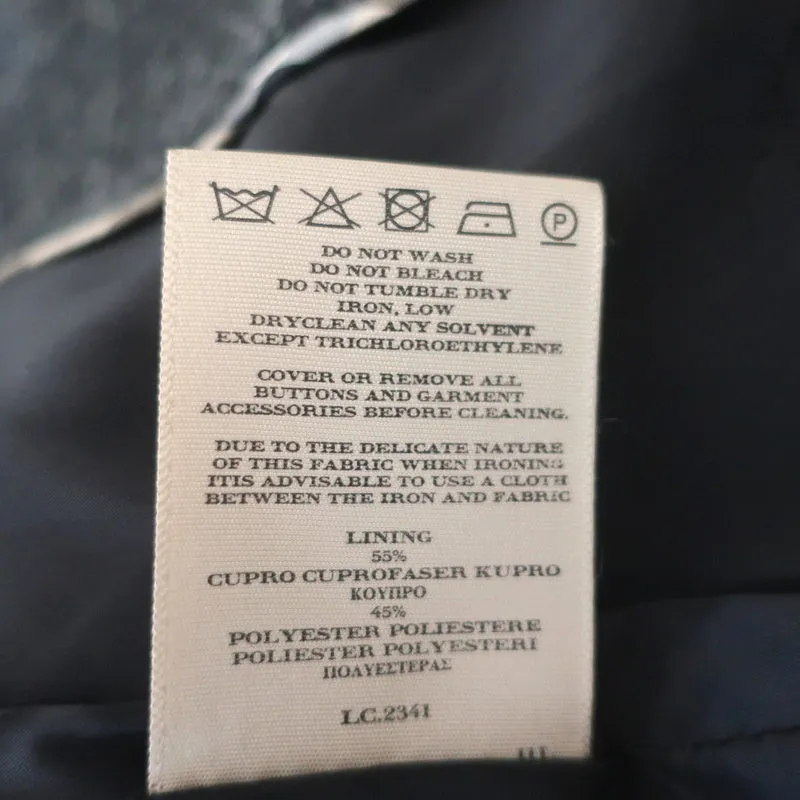 P
DO NOT WASH
DO NOT BLEACH
DO NOT TUMBLE DRY
IRON, LOW
DRYCLEAN ANY SOLVENT
EXCEPT TRICHLOROETHYLENE
COVER OR REMOVE ALL
BUTTONS AND GARMENT
ACCESSORIES BEFORE CLEANING.
DUE TO THE DELICATE NATURE
OF THIS FABRIC WHEN IRONING
ITIS ADVISABLE TO USE A CLOTH
BETWEEN THE IRON AND FABRIC
LINING
55%
CUPRO CUPROFASER KUPRO
ΚΟΥΠΡΟ
45%
POLYESTER POLIESTERE
POLIESTER POLYESTERI
ΠΟΛΥΕΣΤΕΡΑΣ
LC.2341